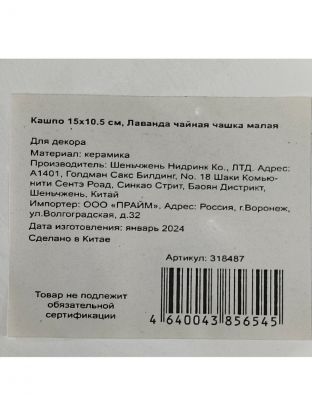 Кашпо 15х10.5 см, Лаванда чайная чашка малая
Для декора
Материал: керамика
Производитель: Шеньчжень Нидринк Ко., ЛТД. Адрес:
А1401, Голдман Сакс Билдинг, No. 18 Шаки Комью-
нити Сентэ Роад, Синкао Стрит, Баоян Дистрикт,
Шеньчжень, Китай
Импортер: ООО «ПРАЙМ». Адрес: Россия, г.Воронеж,
ул.Волгоградская, д.32
Дата изготовления: январь 2024
Сделано в Китае
Артикул: 318487
Товар не подлежит
обязательной
сертификации
4 640043 856545